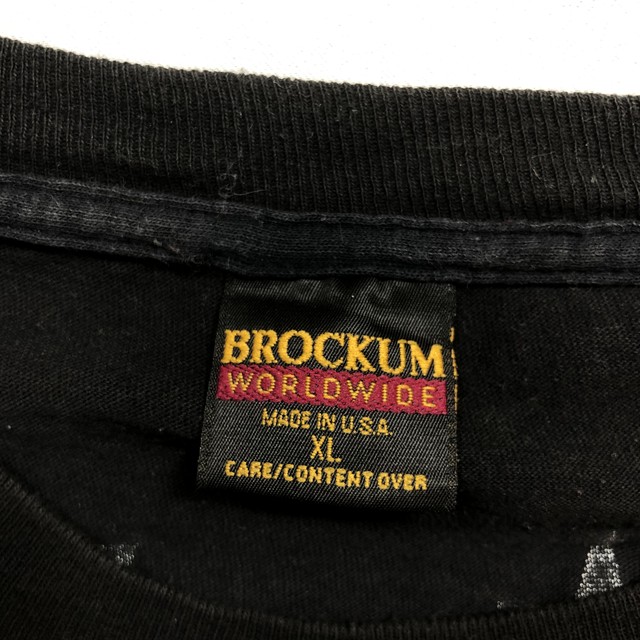 BROCKUM
WORLDWIDE
MADE IN U.S.A.
XL
CARE/CONTENT OVER